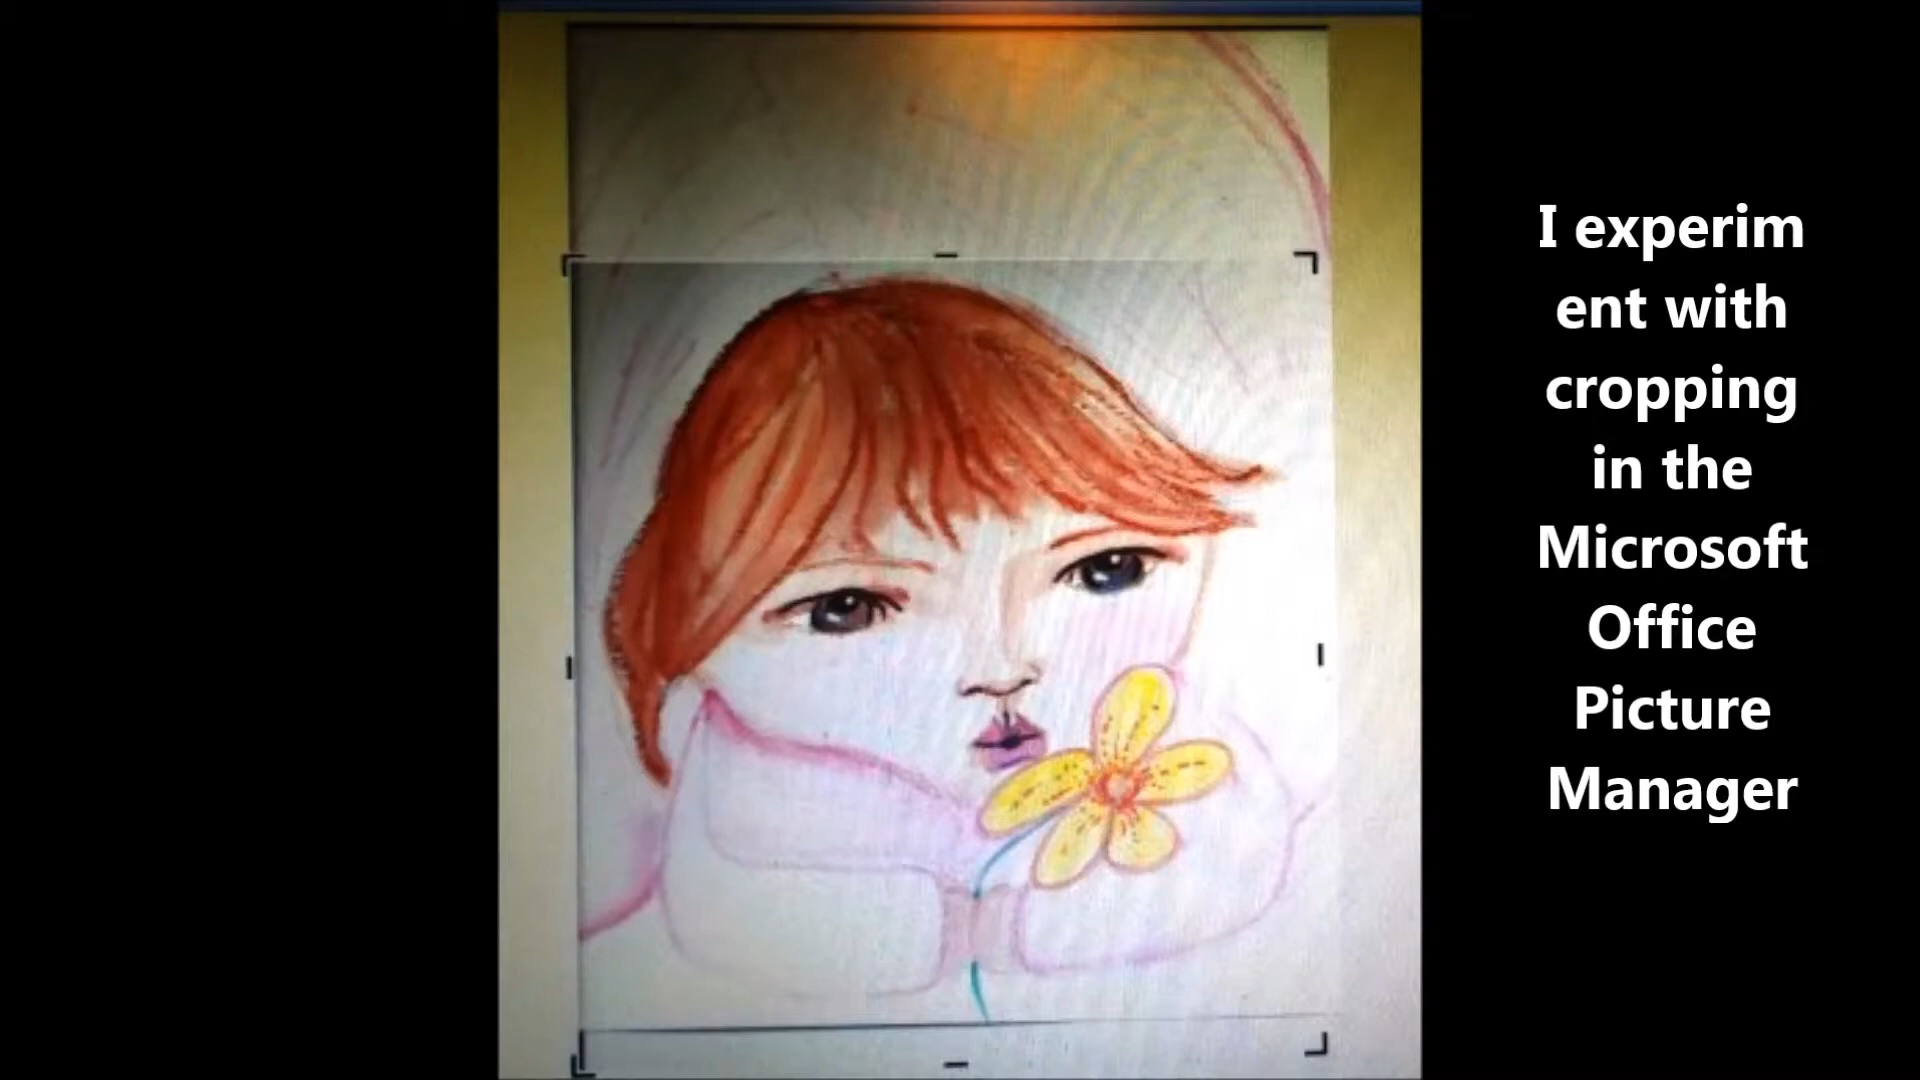 I experim
ent with
cropping
in the
Microsoft
Office
Picture
Manager